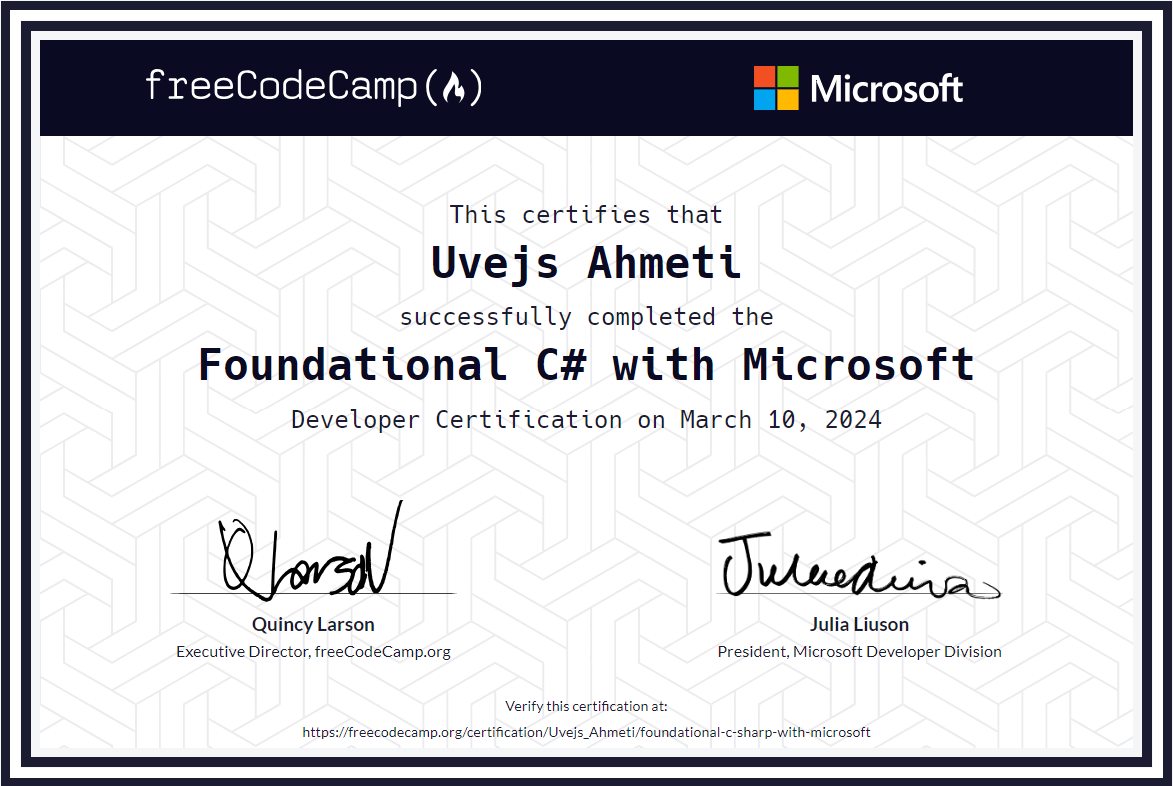 freeCodeCamp
Microsoft
This certifies that
Uvejs Ahmeti
successfully completed the
Foundational C# with Microsoft
Developer Certification on March 10, 2024
QLarson
Quincy Larson
Executive Director, freeCodeCamp.org
Julia Liuson
President, Microsoft Developer Division
Verify this certification at:
https://freecodecamp.org/certification/Uvejs_Ahmeti/foundational-c-sharp-with-microsoft